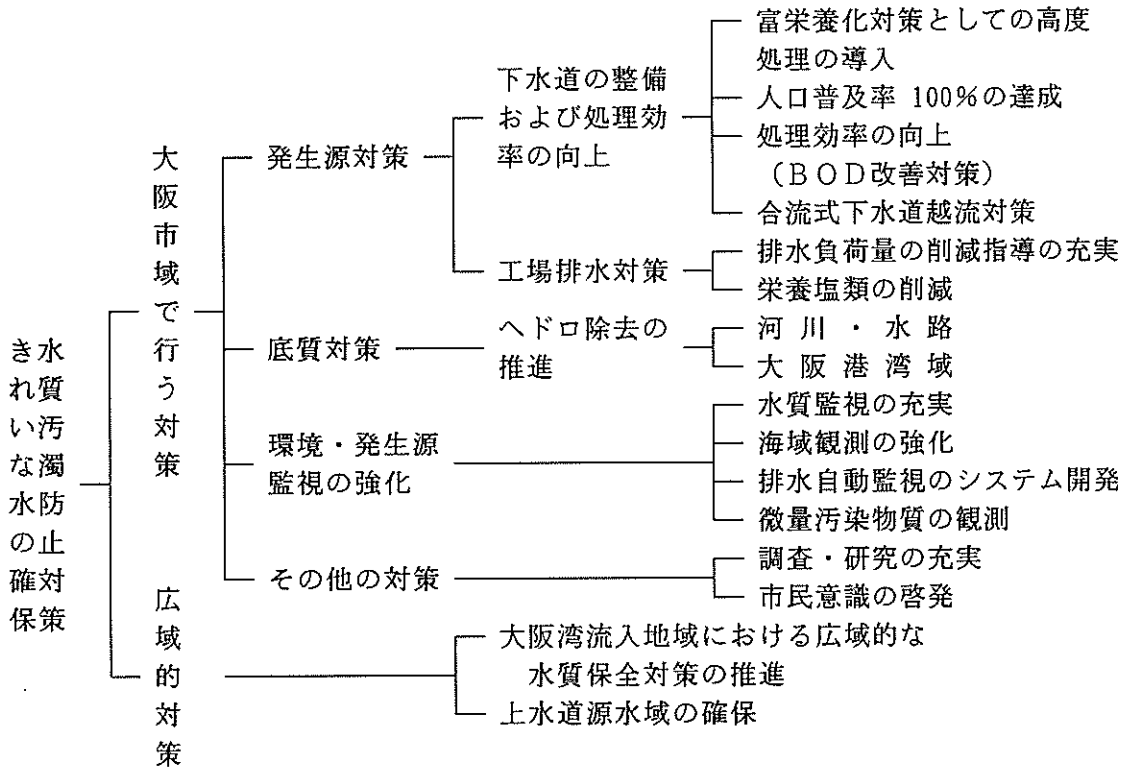 水質汚濁防止対策
きれいな水の確保
大阪市域で行う対策
発生源対策
下水道の整備
および処理効
率の向上
富栄養化対策としての高度
処理の導入
人口普及率 100%の達成
処理効率の向上
(BOD改善対策)
合流式下水道越流対策
工場排水対策
排水負荷量の削減指導の充実
栄養塩類の削減
底質対策
ヘドロ除去の
推進
河川・水路
大阪港湾域
環境・発生源
監視の強化
水質監視の充実
海域観測の強化
排水自動監視のシステム開発
微量汚染物質の観測
その他の対策
調査・研究の充実
市民意識の啓発
広域的対策
大阪湾流入地域における広域的な
水質保全対策の推進
上水道源水域の確保